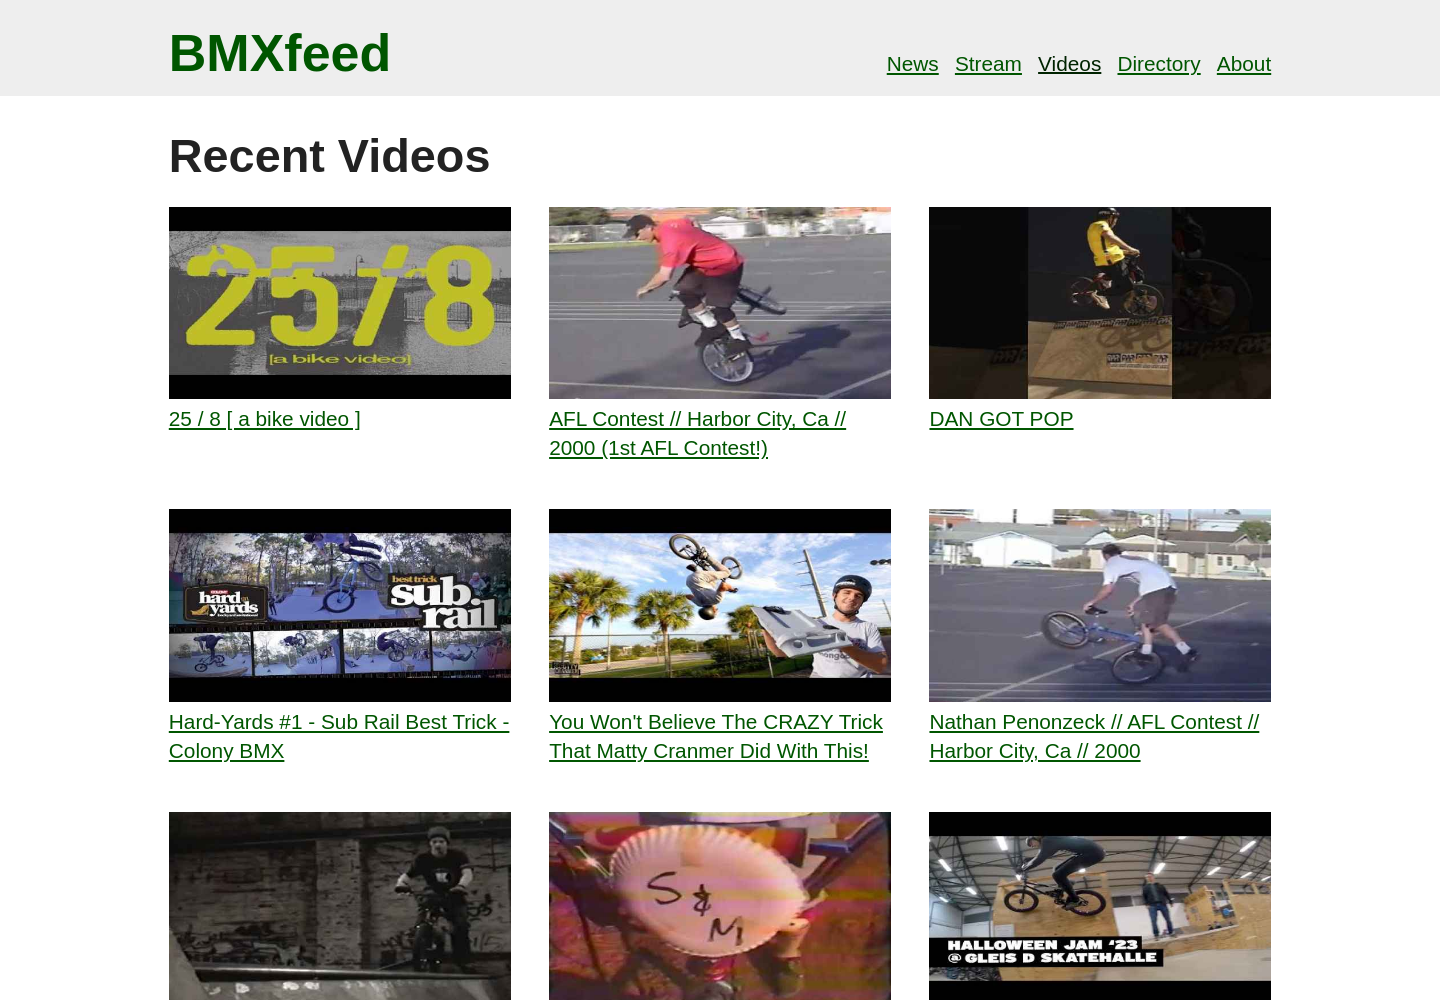 BMXfeed
News Stream Videos Directory About
Recent Videos
25/8
[a bike video]
25 / 8 [ a bike video ]
AFL Contest // Harbor City, Ca //
2000 (1st AFL Contest!)
DAN GOT POP
hard
yards
best trick
sub
rail
Hard-Yards #1 - Sub Rail Best Trick -
Colony BMX
You Won't Believe The CRAZY Trick
That Matty Cranmer Did With This!
Nathan Penonzeck // AFL Contest //
Harbor City, Ca // 2000
S & M
HALLOWEEN JAM '23
@ GLEIS D SKATEHALLE